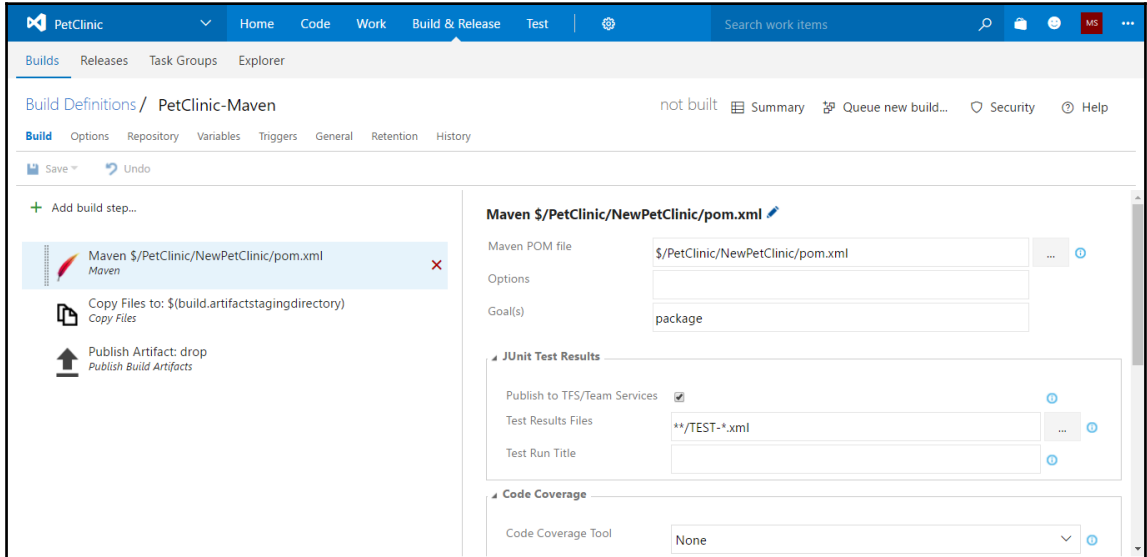 PetClinic Home Code Work Build & Release Test Search work items MS ...
Builds Releases Task Groups Explorer
Build Definitions / PetClinic-Maven not built Summary Queue new build... Security Help
Build Options Repository Variables Triggers General Retention History
Save Undo
+ Add build step...
Maven $/PetClinic/NewPetClinic/pom.xml
Maven
Copy Files to: $(build.artifactstagingdirectory)
Copy Files
Publish Artifact: drop
Publish Build Artifacts
Maven $/PetClinic/NewPetClinic/pom.xml
Maven POM file $/PetClinic/NewPetClinic/pom.xml ...
Options
Goal(s) package
JUnit Test Results
Publish to TFS/Team Services
Test Results Files **/TEST-*.xml ...
Test Run Title
Code Coverage
Code Coverage Tool None